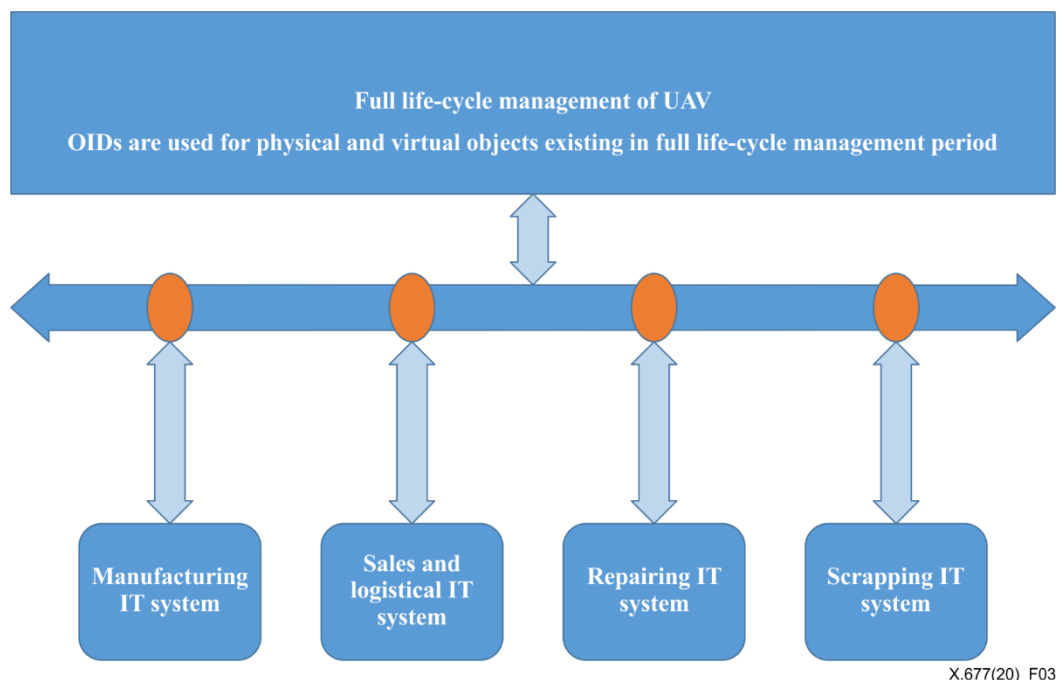 Full life-cycle management of UAV
OIDs are used for physical and virtual objects existing in full life-cycle management period
Manufacturing
IT system
Sales and
logistical IT
system
Repairing IT
system
Scrapping IT
system
X.677(20)_F03